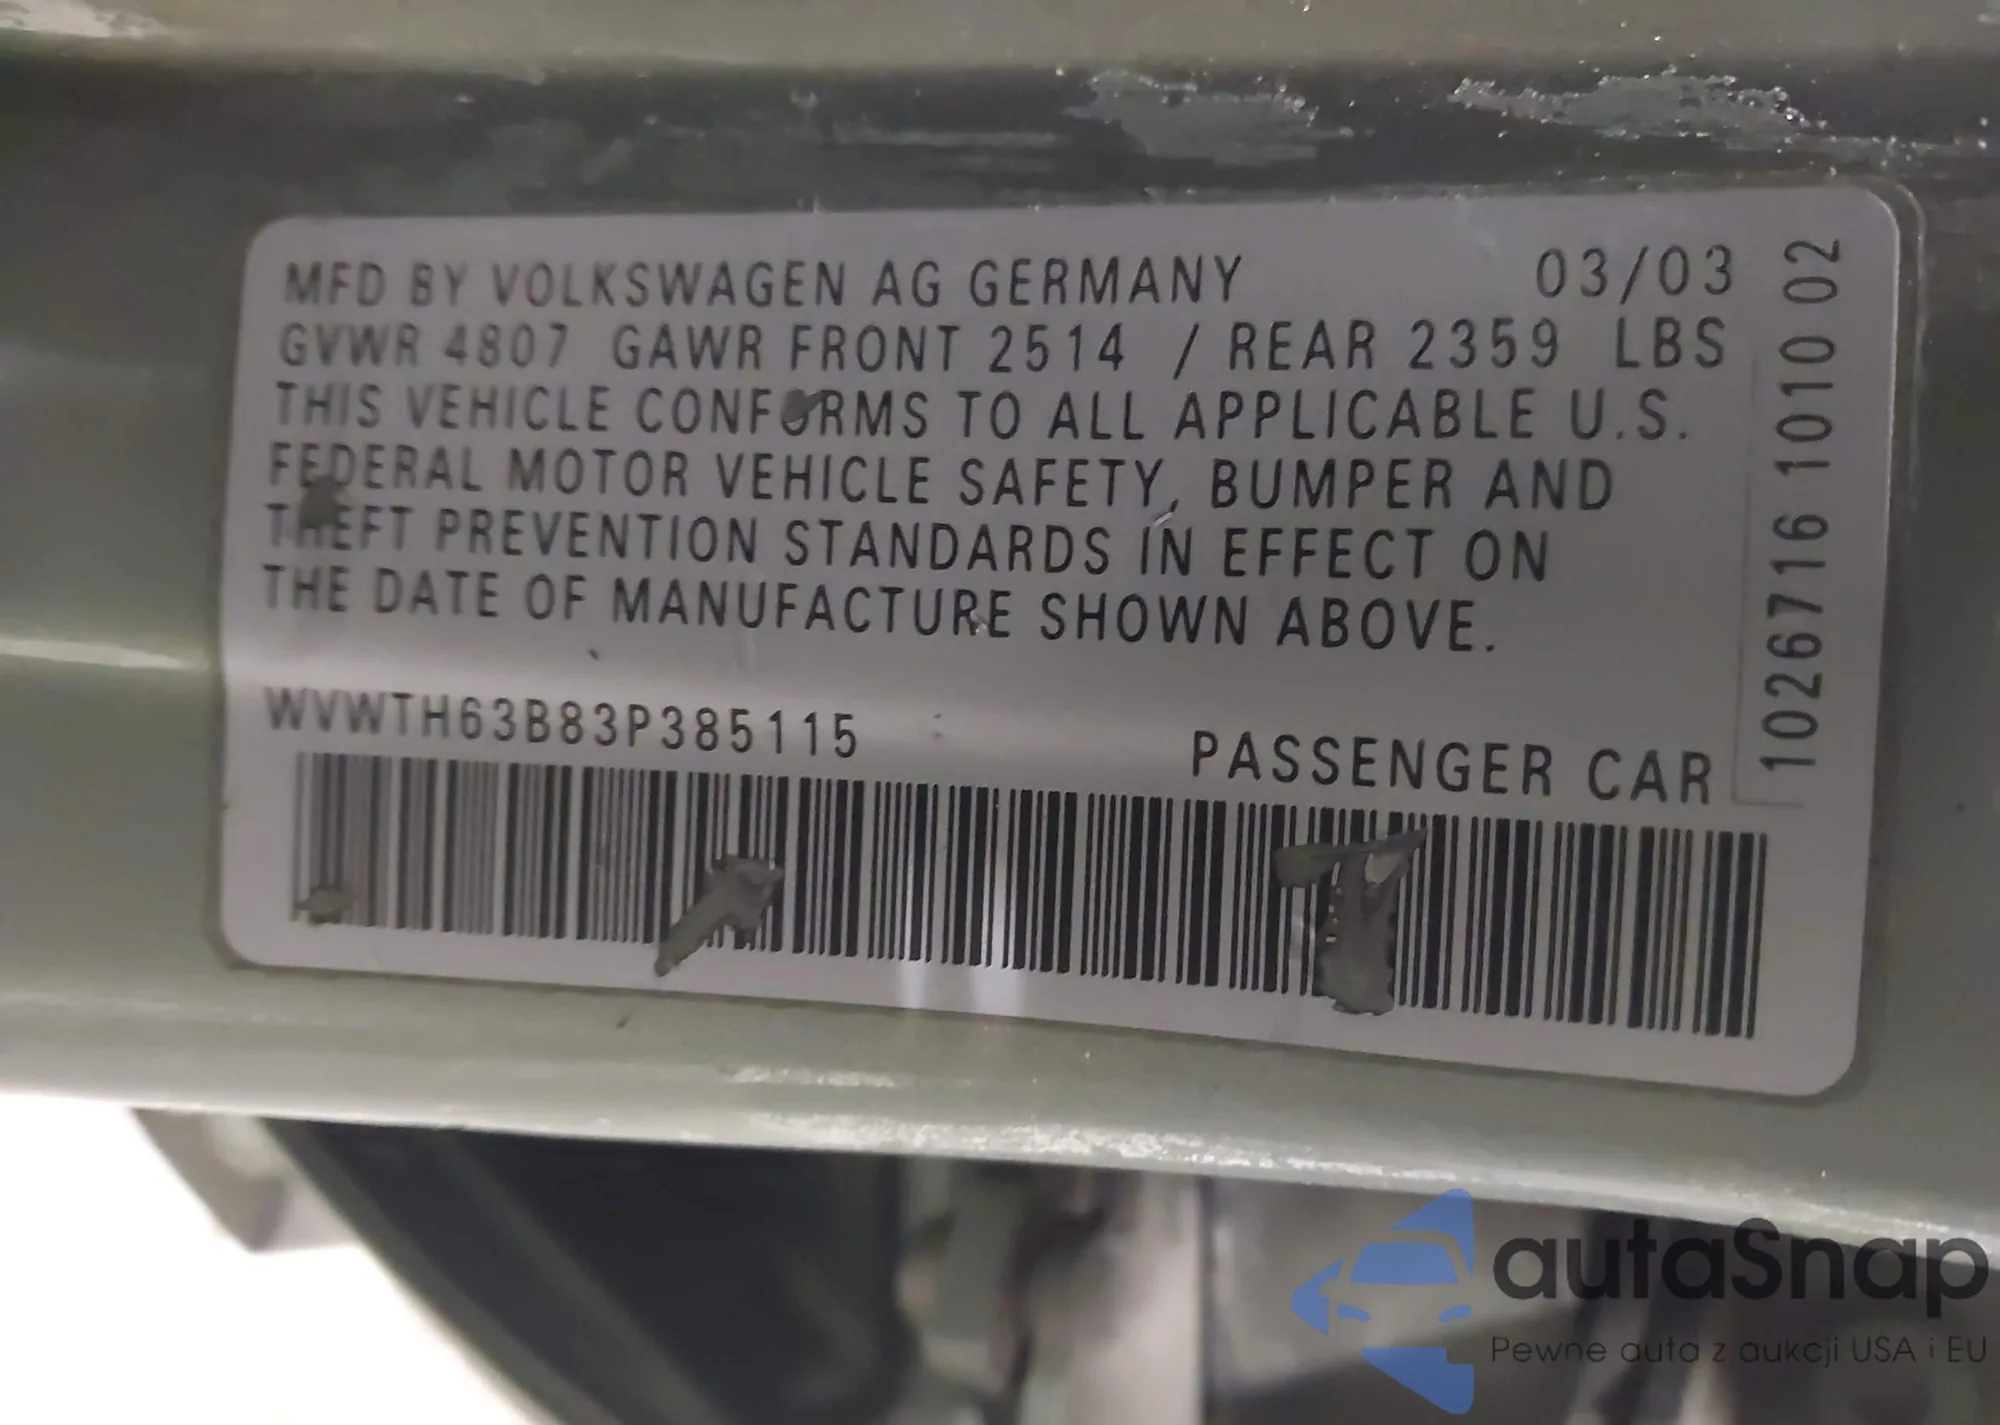 MFD BY VOLKSWAGEN AG GERMANY 03/03
GVWR 4807 GAWR FRONT 2514 / REAR 2359 LBS
THIS VEHICLE CONFORMS TO ALL APPLICABLE U.S.
FEDERAL MOTOR VEHICLE SAFETY, BUMPER AND
THEFT PREVENTION STANDARDS IN EFFECT ON
THE DATE OF MANUFACTURE SHOWN ABOVE.
WVWTH63B83P385115
PASSENGER CAR
1026716 1010 02
autaSnap
Pewne auta z aukcji USA i EU